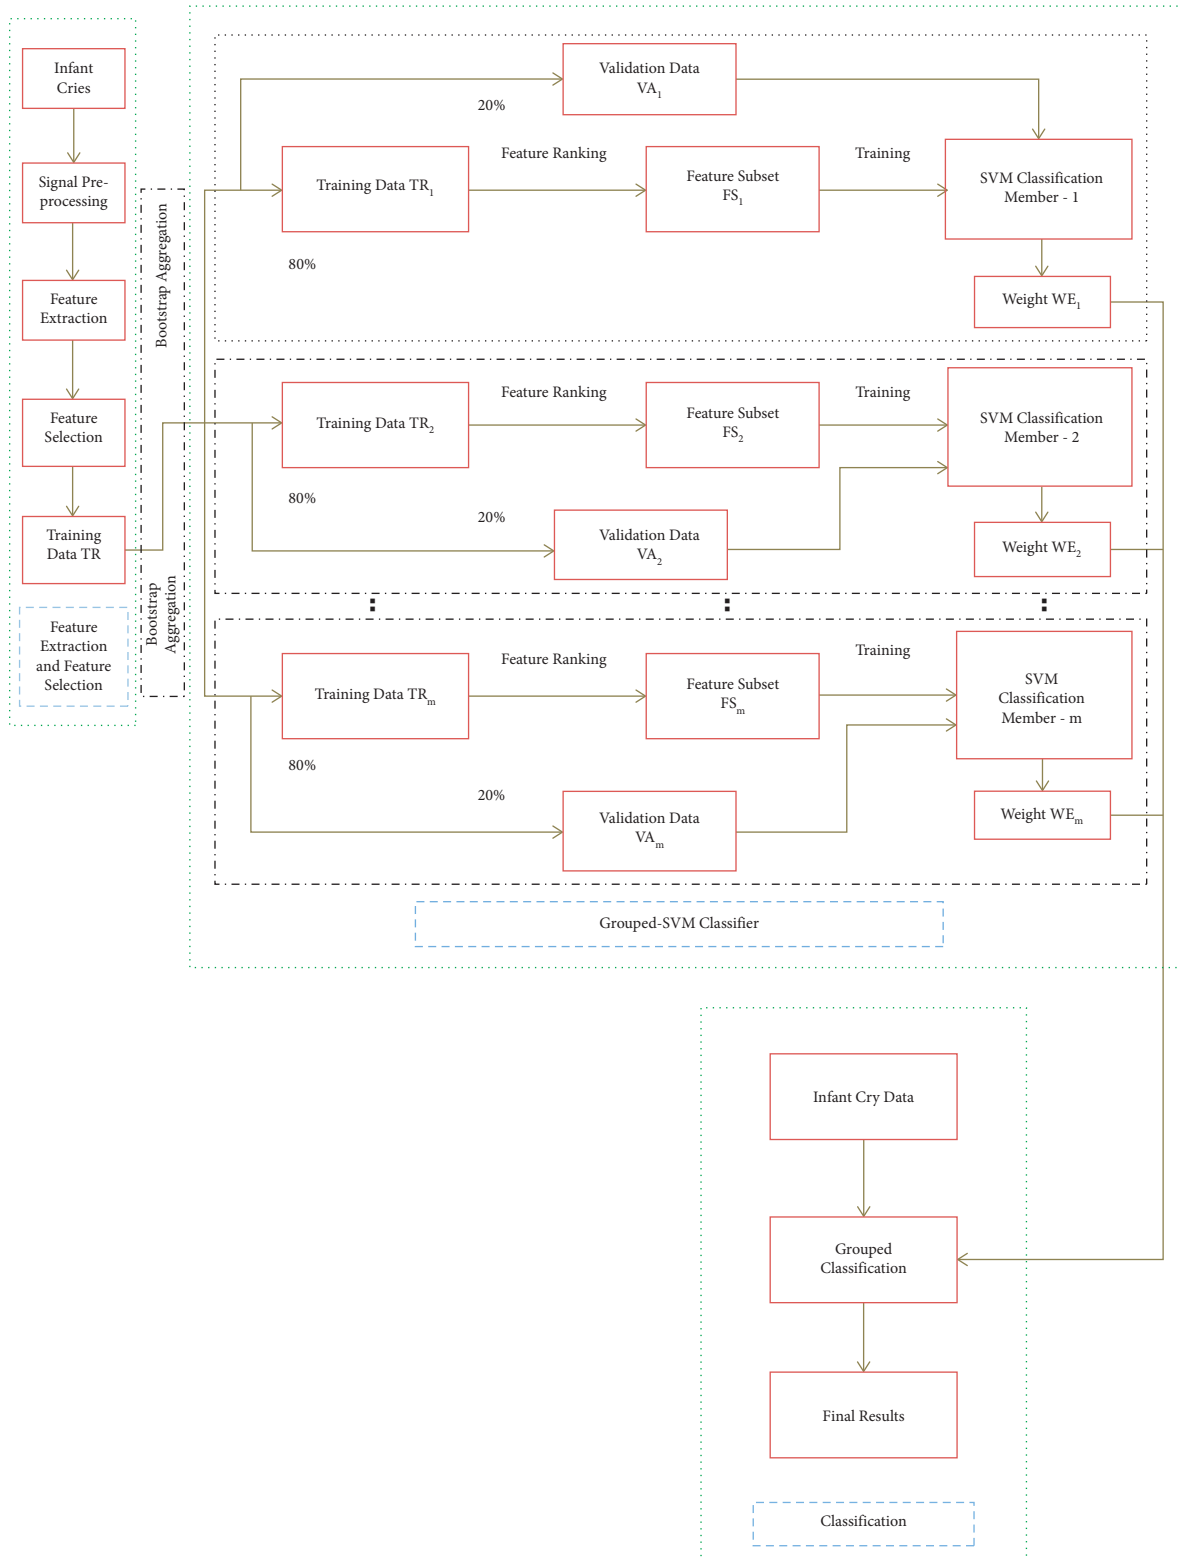 Infant
Cries
Signal Pre-
processing
Feature
Extraction
Feature
Selection
Training
Data TR
Feature
Extraction
and Feature
Selection
Bootstrap Aggregation
Bootstrap
Aggregation
Validation Data
VA1
20%
Training Data TR1
80%
Feature Ranking
Feature Subset
FS1
Training
SVM Classification
Member - 1
Weight WE1
Training Data TR2
80%
Feature Ranking
Feature Subset
FS2
Training
SVM Classification
Member - 2
20%
Validation Data
VA2
Weight WE2
Training Data TRm
80%
Feature Ranking
Feature Subset
FSm
Training
SVM
Classification
Member - m
20%
Validation Data
VAm
Weight WEm
Grouped-SVM Classifier
Infant Cry Data
Grouped
Classification
Final Results
Classification